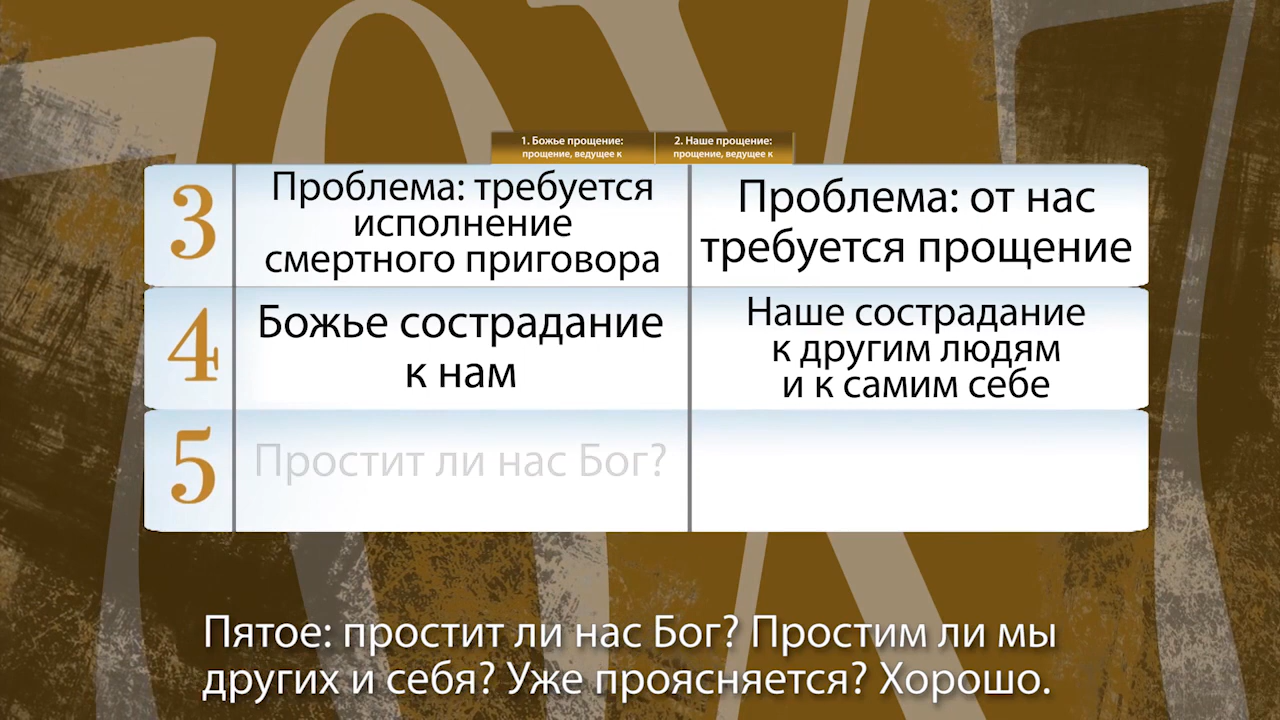 1. Божье прощение:
прощение, ведущее к
2. Наше прощение:
прощение, ведущее к
3
Проблема: требуется
исполнение
смертного приговора
Проблема: от нас
требуется прощение
4
Божье сострадание
к нам
Наше сострадание
к другим людям
и к самим себе
5
Простит ли нас Бог?
Пятое: простит ли нас Бог? Простим ли мы
других и себя? Уже проясняется? Хорошо.